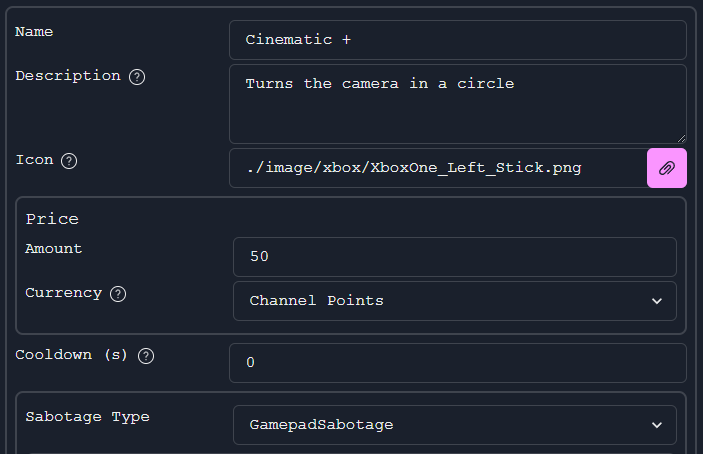 Name
Cinematic +
Description ?
Turns the camera in a circle
Icon ?
./image/xbox/XboxOne_Left_Stick.png
Price
Amount
50
Currency ?
Channel Points
Cooldown (s) ?
0
Sabotage Type
GamepadSabotage